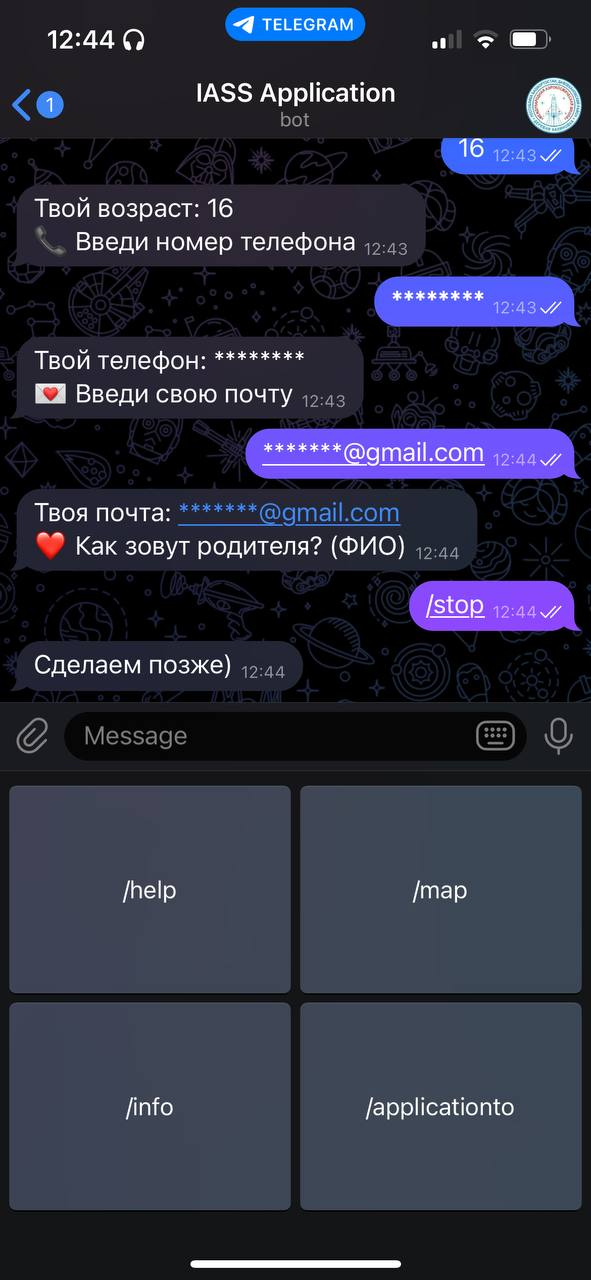 12:44
TELEGRAM
1
IASS Application
bot
16 12:43
Твой возраст: 16
📞 Введи номер телефона 12:43
******** 12:43
Твой телефон: ********
💌 Введи свою почту 12:43
*******@gmail.com 12:44
Твоя почта: *******@gmail.com
❤️ Как зовут родителя? (ФИО) 12:44
/stop 12:44
Сделаем позже) 12:44
Message
/help
/map
/info
/applicationto